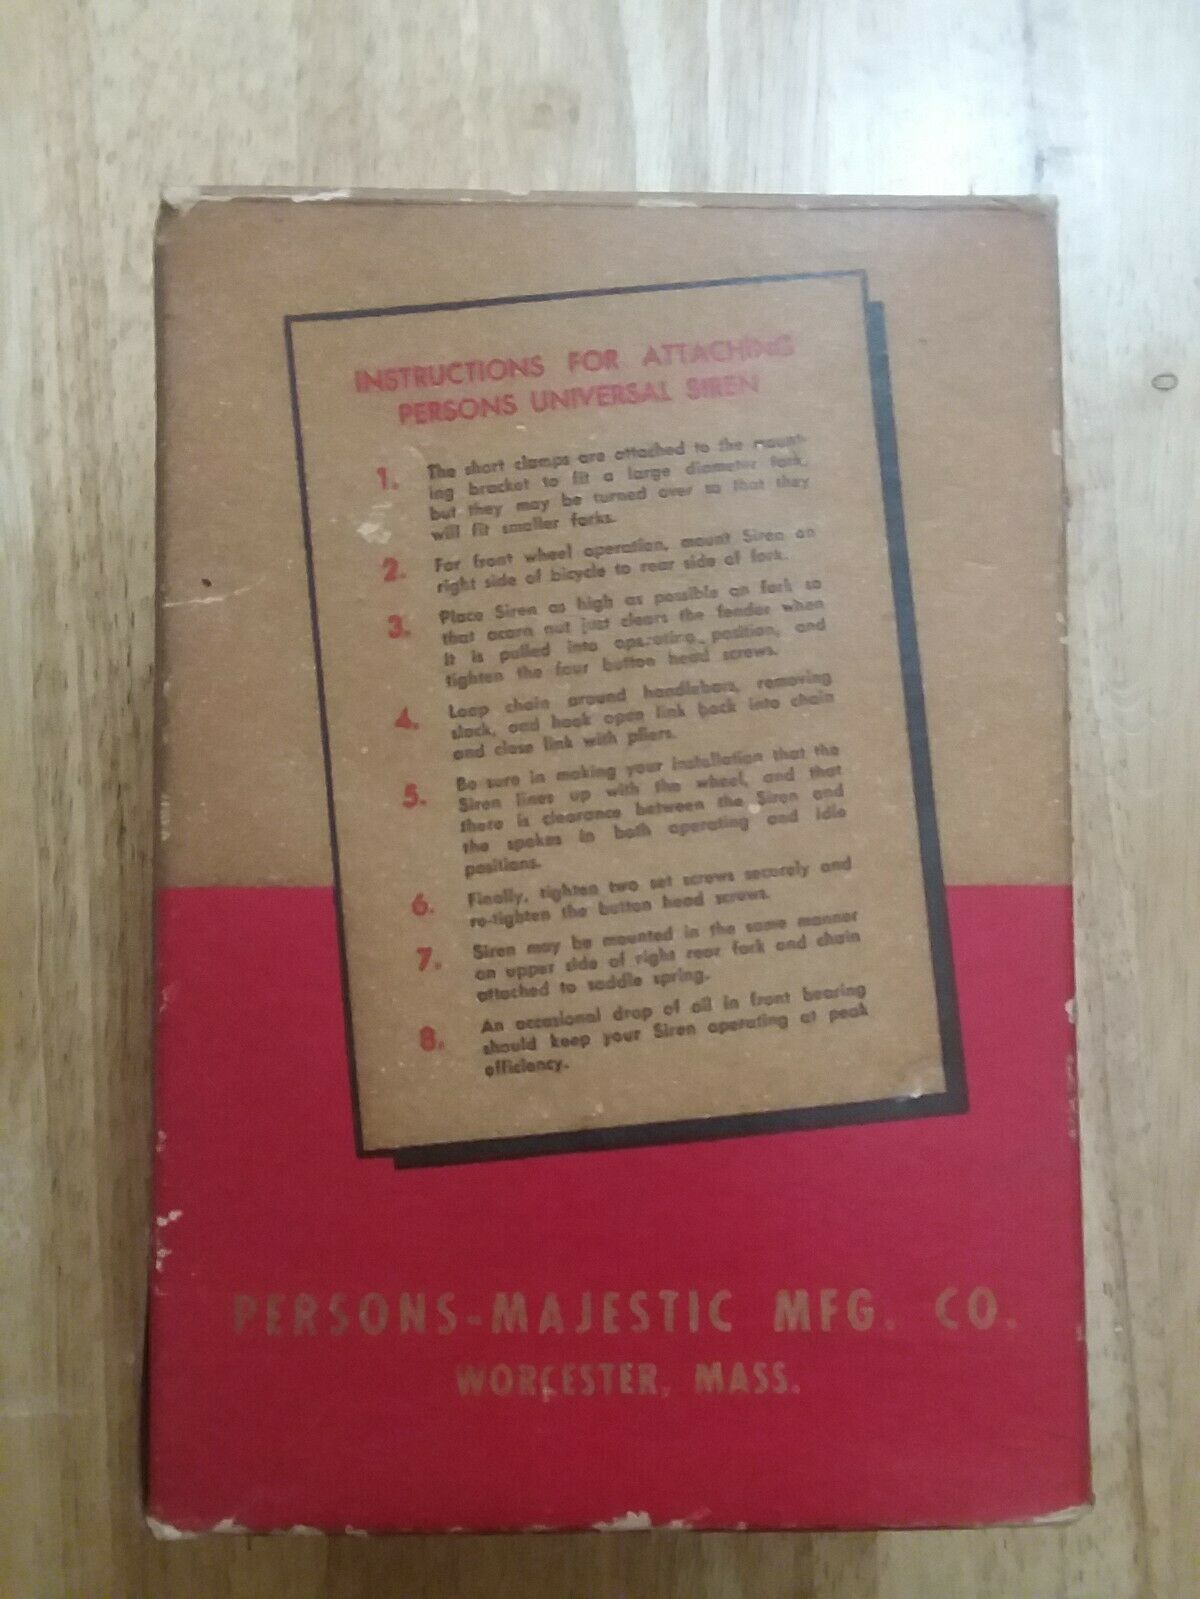 INSTRUCTIONS FOR ATTACHING
PERSONS UNIVERSAL SIREN
1. The short clamps are attached to the mount-
ing bracket to fit a large diameter fork,
but they may be turned over so that they
will fit smaller forks.
2. For front wheel operation, mount Siren on
right side of bicycle to rear side of fork.
3. Place Siren as high as possible on fork so
that acorn nut just clears the fender when
it is pulled into operating position, and
tighten the four button head screws.
4. Loop chain around handlebars, removing
slack, and hook open link back into chain
and close link with pliers.
5. Be sure in making your installation that the
Siren lines up with the wheel, and that
there is clearance between the Siren and
the spokes in both operating and idle
positions.
6. Finally, tighten two set screws securely and
re-tighten the button head screws.
7. Siren may be mounted in the same manner
on upper side of right rear fork and chain
attached to saddle spring.
8. An occasional drop of oil in front bearing
should keep your Siren operating at peak
efficiency.
PERSONS-MAJESTIC MFG. CO.
WORCESTER, MASS.